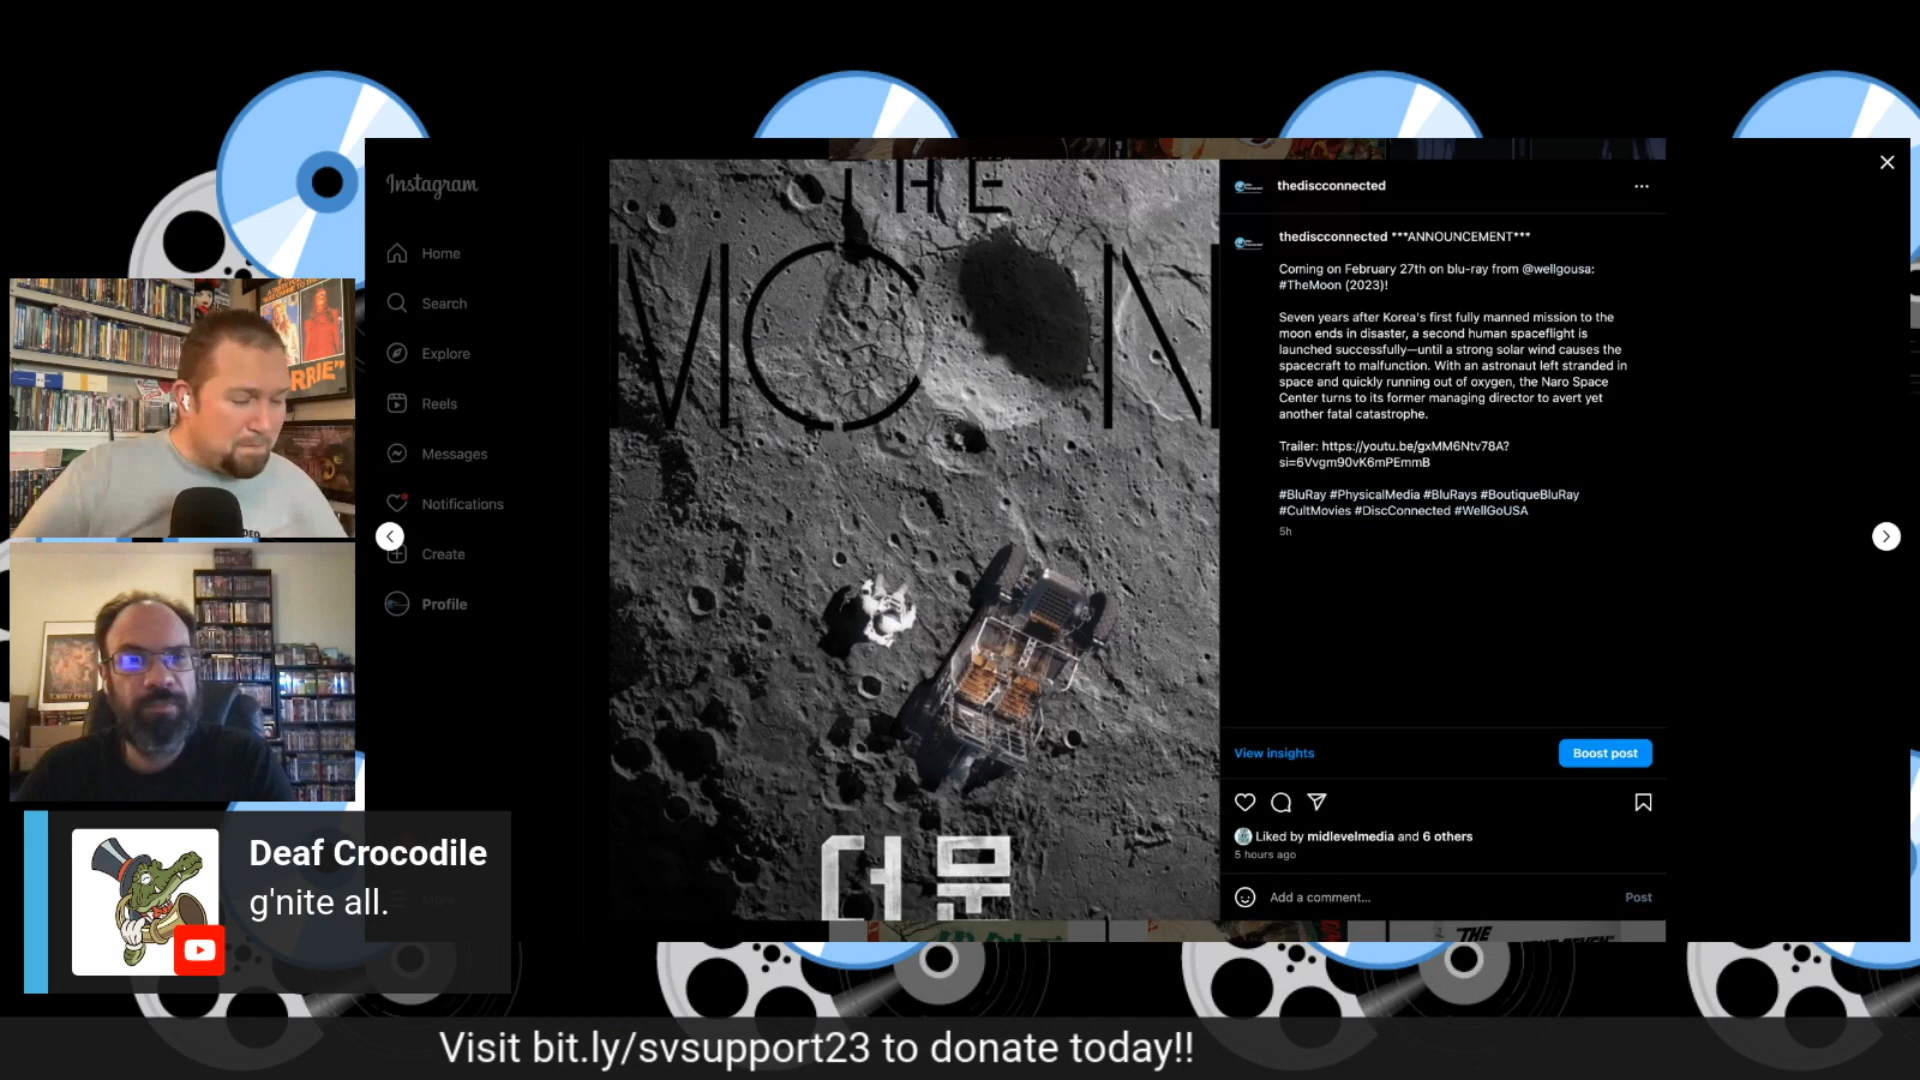 Instagram
Home
Search
Explore
Reels
Messages
Notifications
Create
Profile
More
THE
MOON
더 문
thediscconnected
thediscconnected ***ANNOUNCEMENT***
Coming on February 27th on blu-ray from @wellgousa:
#TheMoon (2023)!
Seven years after Korea's first fully manned mission to the
moon ends in disaster, a second human spaceflight is
launched successfully—until a strong solar wind causes the
spacecraft to malfunction. With an astronaut left stranded in
space and quickly running out of oxygen, the Naro Space
Center turns to its former managing director to avert yet
another fatal catastrophe.
Trailer: https://youtu.be/gxMM6Ntv78A?
si=6Vvgm90vK6mPEmmB
#BluRay #PhysicalMedia #BluRays #BoutiqueBluRay
#CultMovies #DiscConnected #WellGoUSA
5h
View insights
Boost post
Liked by midlevelmedia and 6 others
5 hours ago
Add a comment...
Post
RRIE"
"THE
Deaf Crocodile
g'nite all.
Visit bit.ly/svsupport23 to donate today!!